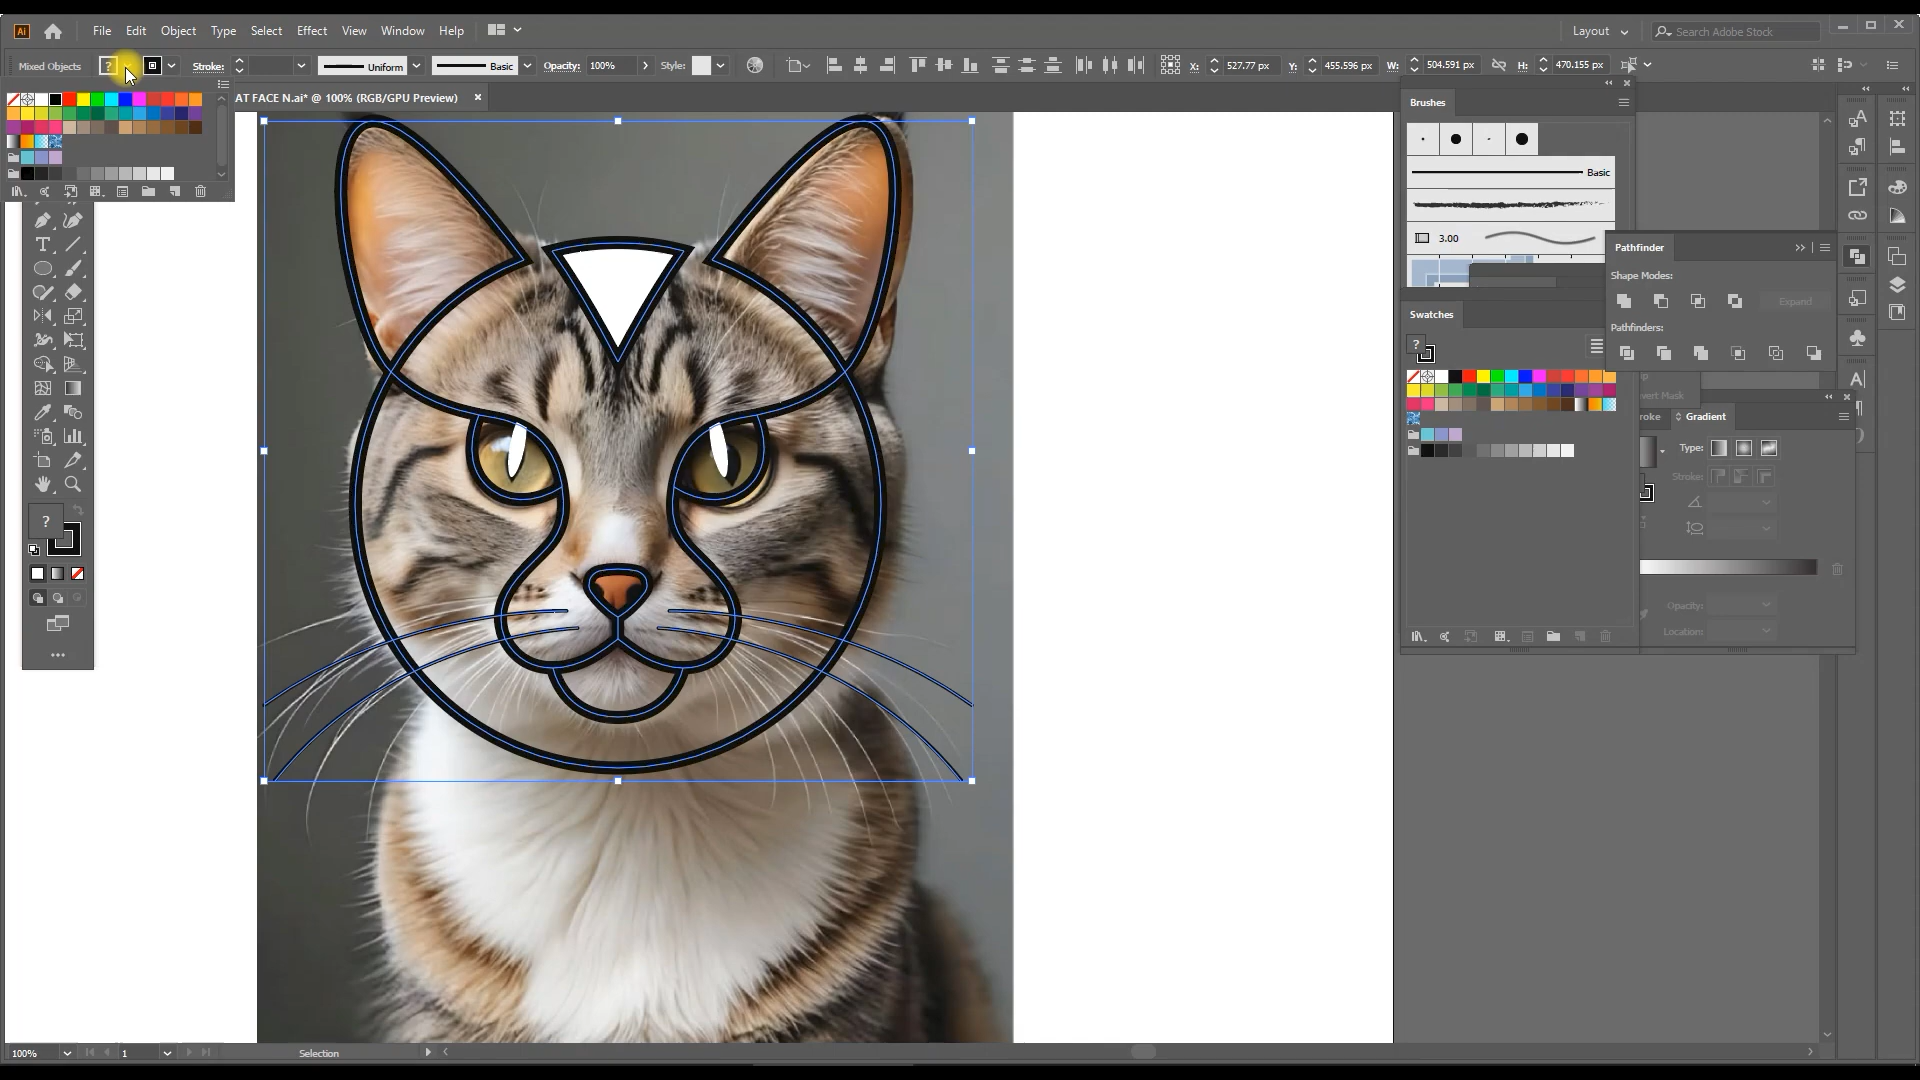 Ai File Edit Object Type Select Effect View Window Help Layout Search Adobe Stock
Mixed Objects ? Stroke: Uniform Basic Opacity: 100% Style: X: 527.77 px Y: 455.596 px W: 504.591 px H: 470.155 px
AT FACE N.ai* @ 100% (RGB/GPU Preview)
Brushes
Basic
3.00
Pathfinder
Shape Modes:
Expand
Pathfinders:
Swatches
?
vert Mask
roke Gradient
Type:
Stroke:
Opacity:
Location:
?
100% 1 Selection